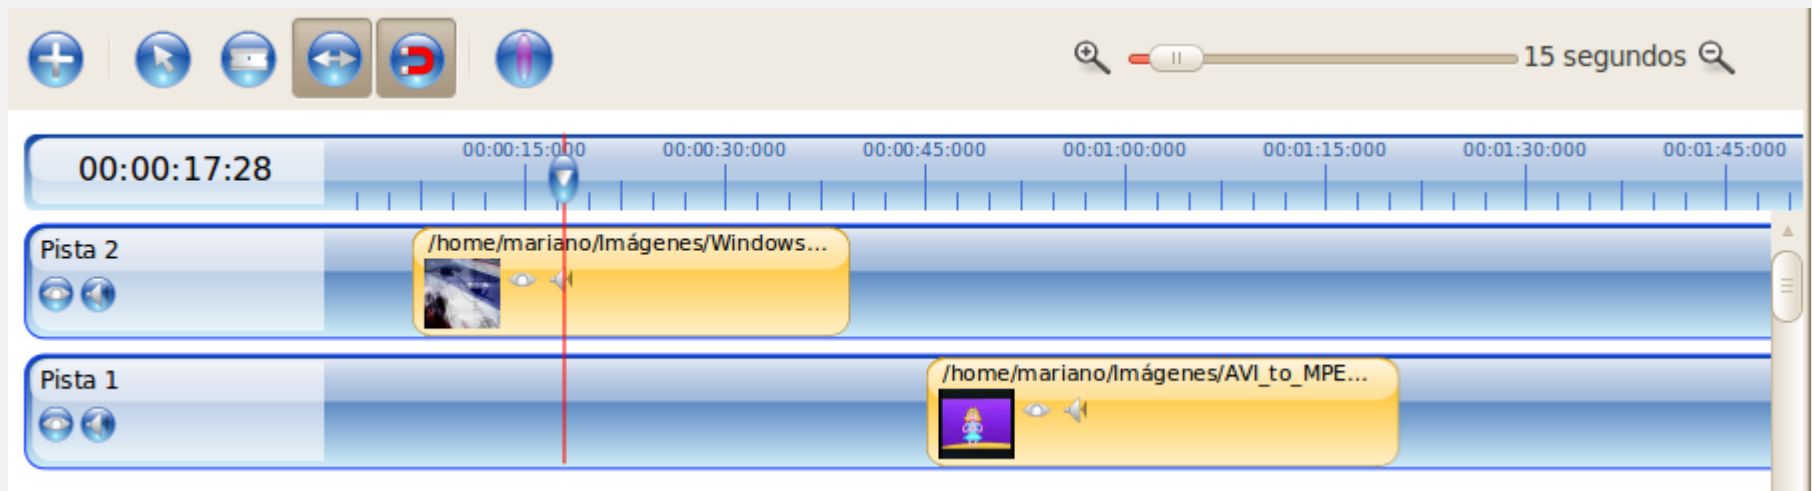 15 segundos
00:00:17:28
00:00:15:000 00:00:30:000 00:00:45:000 00:01:00:000 00:01:15:000 00:01:30:000 00:01:45:000
Pista 2
/home/mariano/Imágenes/Windows...
Pista 1
/home/mariano/Imágenes/AVI_to_MPE...